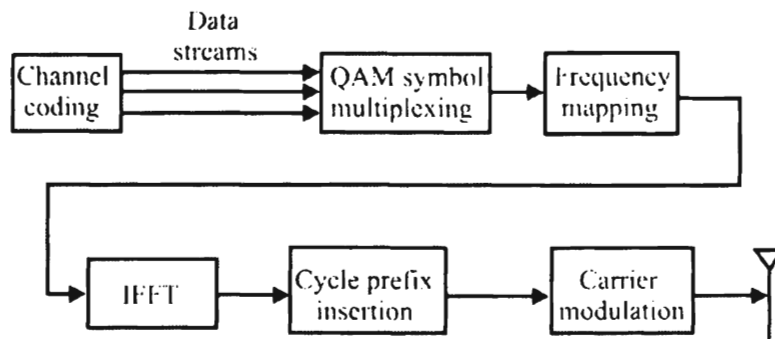 Data
streams
Channel
coding
QAM symbol
multiplexing
Frequency
mapping
IFFT
Cycle prefix
insertion
Carrier
modulation